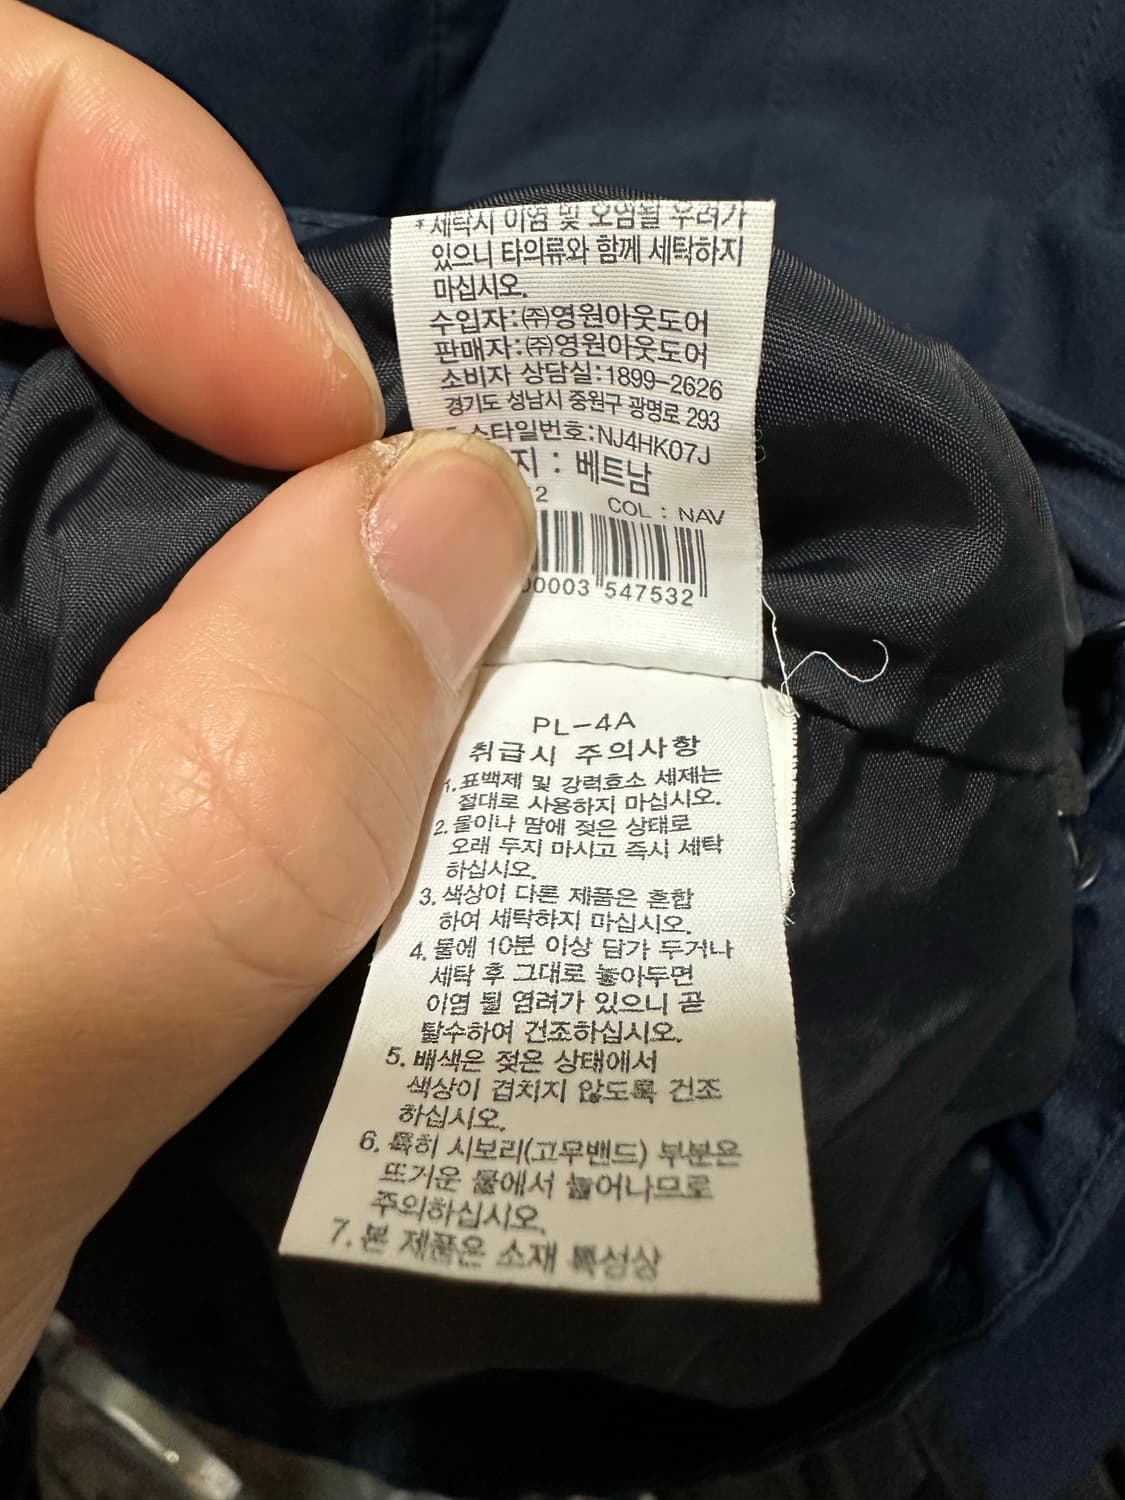 * 세탁시 이염 및 오염될 우려가
있으니 타의류와 함께 세탁하지
마십시오.
수입자:㈜영원아웃도어
판매자:㈜영원아웃도어
소비자 상담실:1899-2626
경기도 성남시 중원구 광명로 293
스타일번호:NJ4HK07J
지 : 베트남
2 COL : NAV
00003 547532
PL-4A
취급시 주의사항
1. 표백제 및 강력효소 세제는
절대로 사용하지 마십시오.
2. 물이나 땀에 젖은 상태로
오래 두지 마시고 즉시 세탁
하십시오.
3. 색상이 다른 제품은 혼합
하여 세탁하지 마십시오.
4. 물에 10분 이상 담가 두거나
세탁 후 그대로 놓아두면
이염 될 염려가 있으니 곧
탈수하여 건조하십시오.
5. 배색은 젖은 상태에서
색상이 겹치지 않도록 건조
하십시오.
6. 특히 시보리(고무밴드) 부분은
뜨거운 물에서 늘어나므로
주의하십시오.
7. 본 제품은 소재 특성상